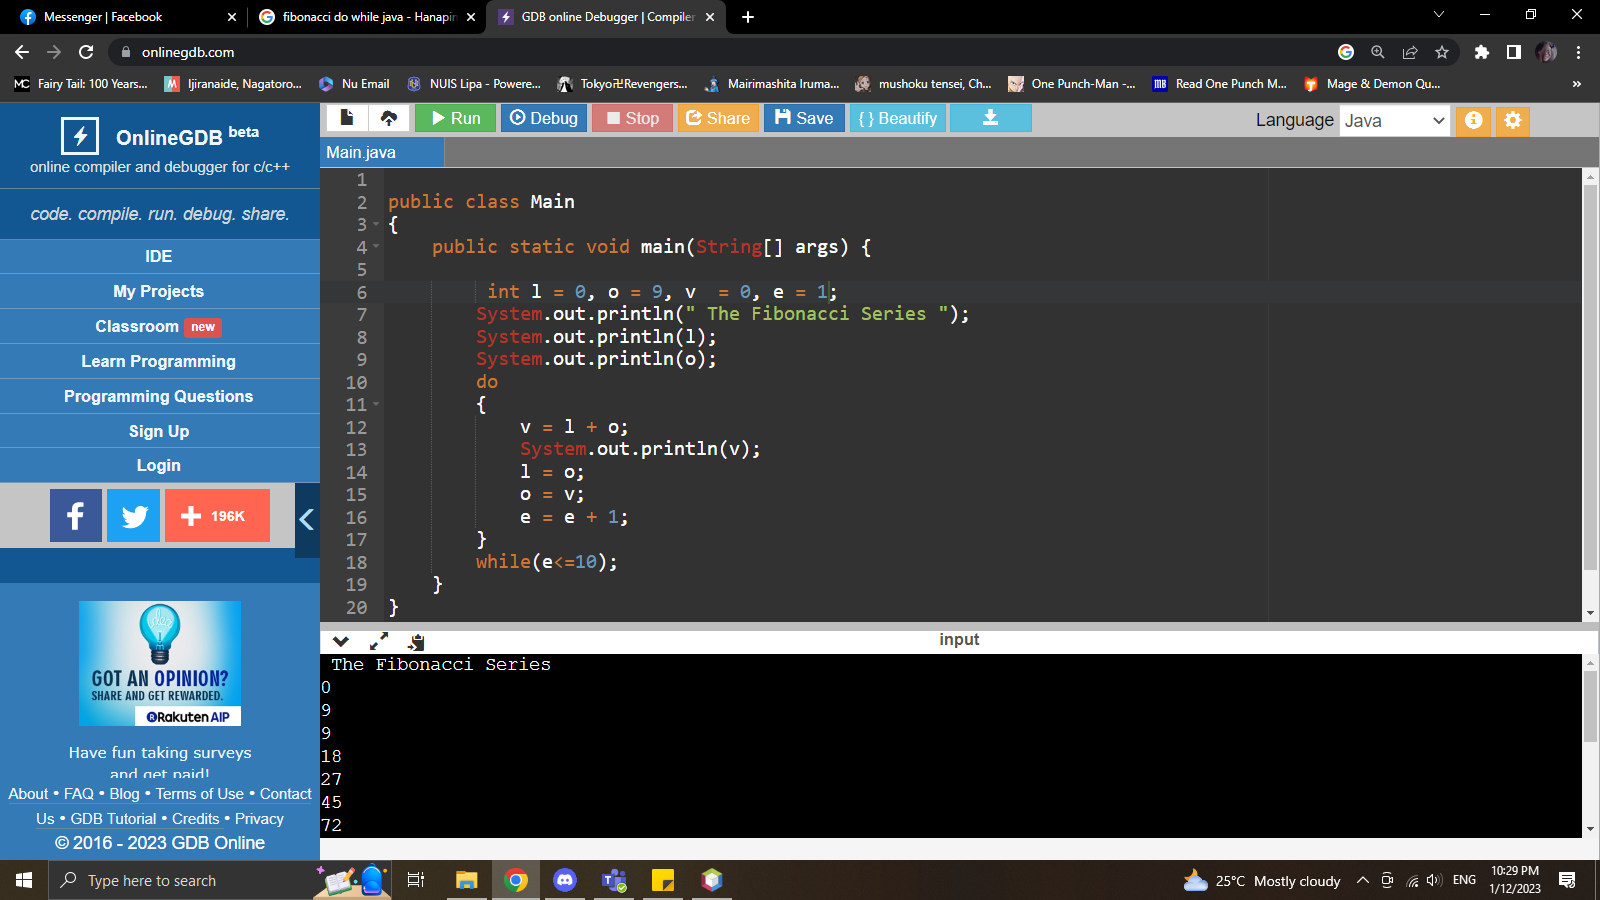 Messenger | Facebook
fibonacci do while java - Hanapin
GDB online Debugger | Compiler
onlinegdb.com
Fairy Tail: 100 Years...
Ijiranaide, Nagatoro...
Nu Email
NUIS Lipa - Powere...
Tokyo卍Revengers...
Mairimashita Iruma...
mushoku tensei, Ch...
One Punch-Man -...
Read One Punch M...
Mage & Demon Qu...
»
OnlineGDB beta
online compiler and debugger for c/c++
code. compile. run. debug. share.
IDE
My Projects
Classroom new
Learn Programming
Programming Questions
Sign Up
Login
196K
GOT AN OPINION?
SHARE AND GET REWARDED.
Rakuten AIP
Have fun taking surveys
and get paid!
About • FAQ • Blog • Terms of Use • Contact
Us • GDB Tutorial • Credits • Privacy
© 2016 - 2023 GDB Online
Run
Debug
Stop
Share
Save
{ } Beautify
Language Java
Main.java
1
2 public class Main
3 {
4 public static void main(String[] args) {
5
6 int l = 0, o = 9, v  = 0, e = 1;
7 System.out.println(" The Fibonacci Series ");
8 System.out.println(l);
9 System.out.println(o);
10 do
11 {
12 v = l + o;
13 System.out.println(v);
14 l = o;
15 o = v;
16 e = e + 1;
17 }
18 while(e<=10);
19 }
20 }
input
The Fibonacci Series
0
9
9
18
27
45
72
Type here to search
25°C Mostly cloudy
ENG
10:29 PM
1/12/2023